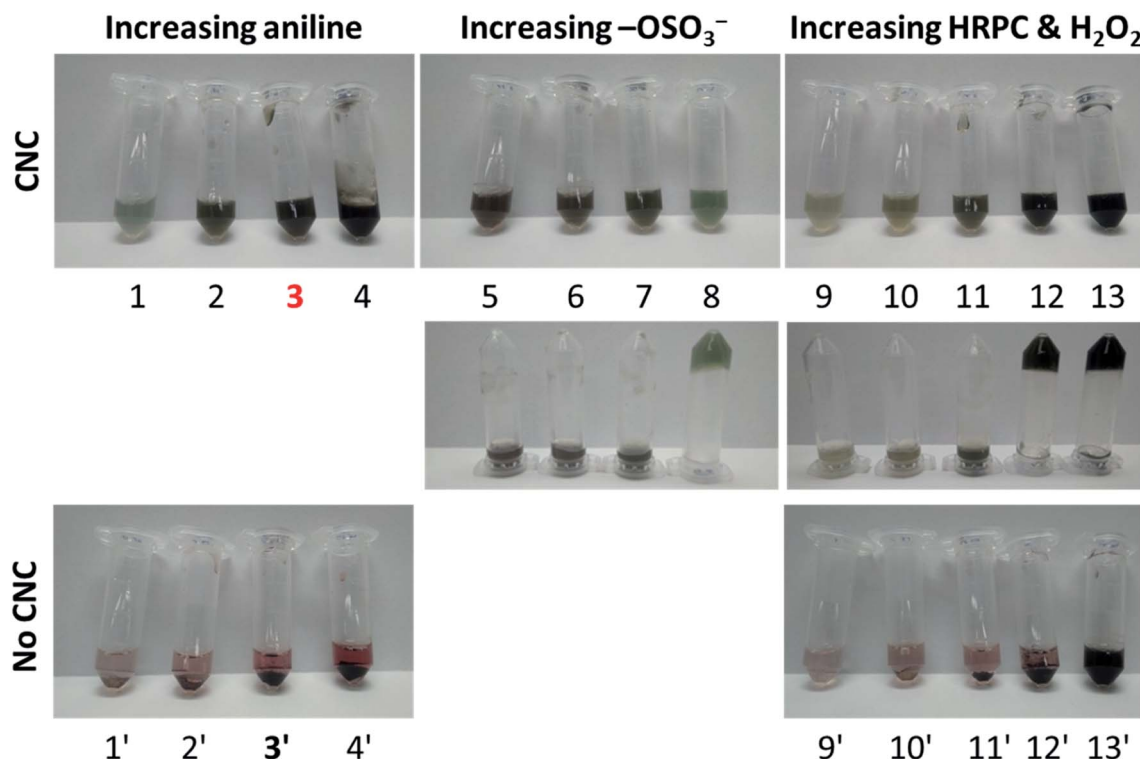 Increasing aniline
Increasing –OSO₃⁻
Increasing HRPC & H₂O₂
CNC
1 2 3 4
5 6 7 8
9 10 11 12 13
No CNC
1' 2' 3' 4'
9' 10' 11' 12' 13'